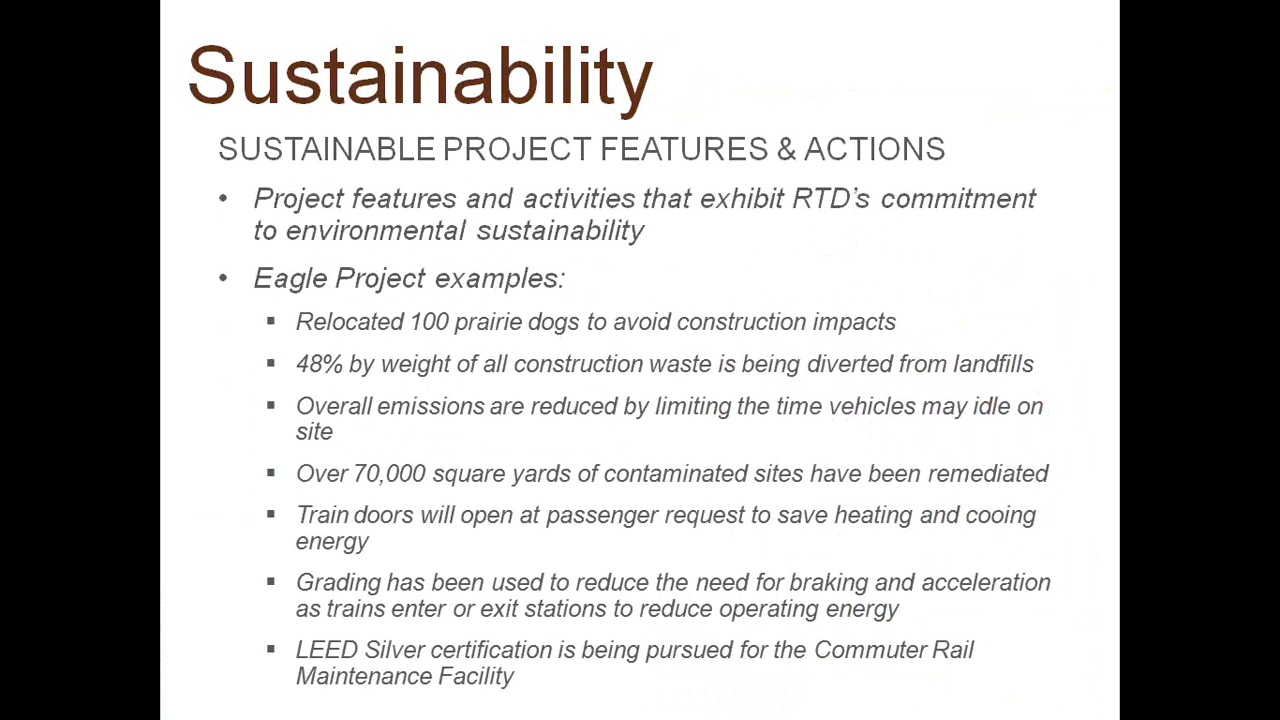 Sustainability
SUSTAINABLE PROJECT FEATURES & ACTIONS
• Project features and activities that exhibit RTD’s commitment
to environmental sustainability
• Eagle Project examples:
▪ Relocated 100 prairie dogs to avoid construction impacts
▪ 48% by weight of all construction waste is being diverted from landfills
▪ Overall emissions are reduced by limiting the time vehicles may idle on
site
▪ Over 70,000 square yards of contaminated sites have been remediated
▪ Train doors will open at passenger request to save heating and cooing
energy
▪ Grading has been used to reduce the need for braking and acceleration
as trains enter or exit stations to reduce operating energy
▪ LEED Silver certification is being pursued for the Commuter Rail
Maintenance Facility